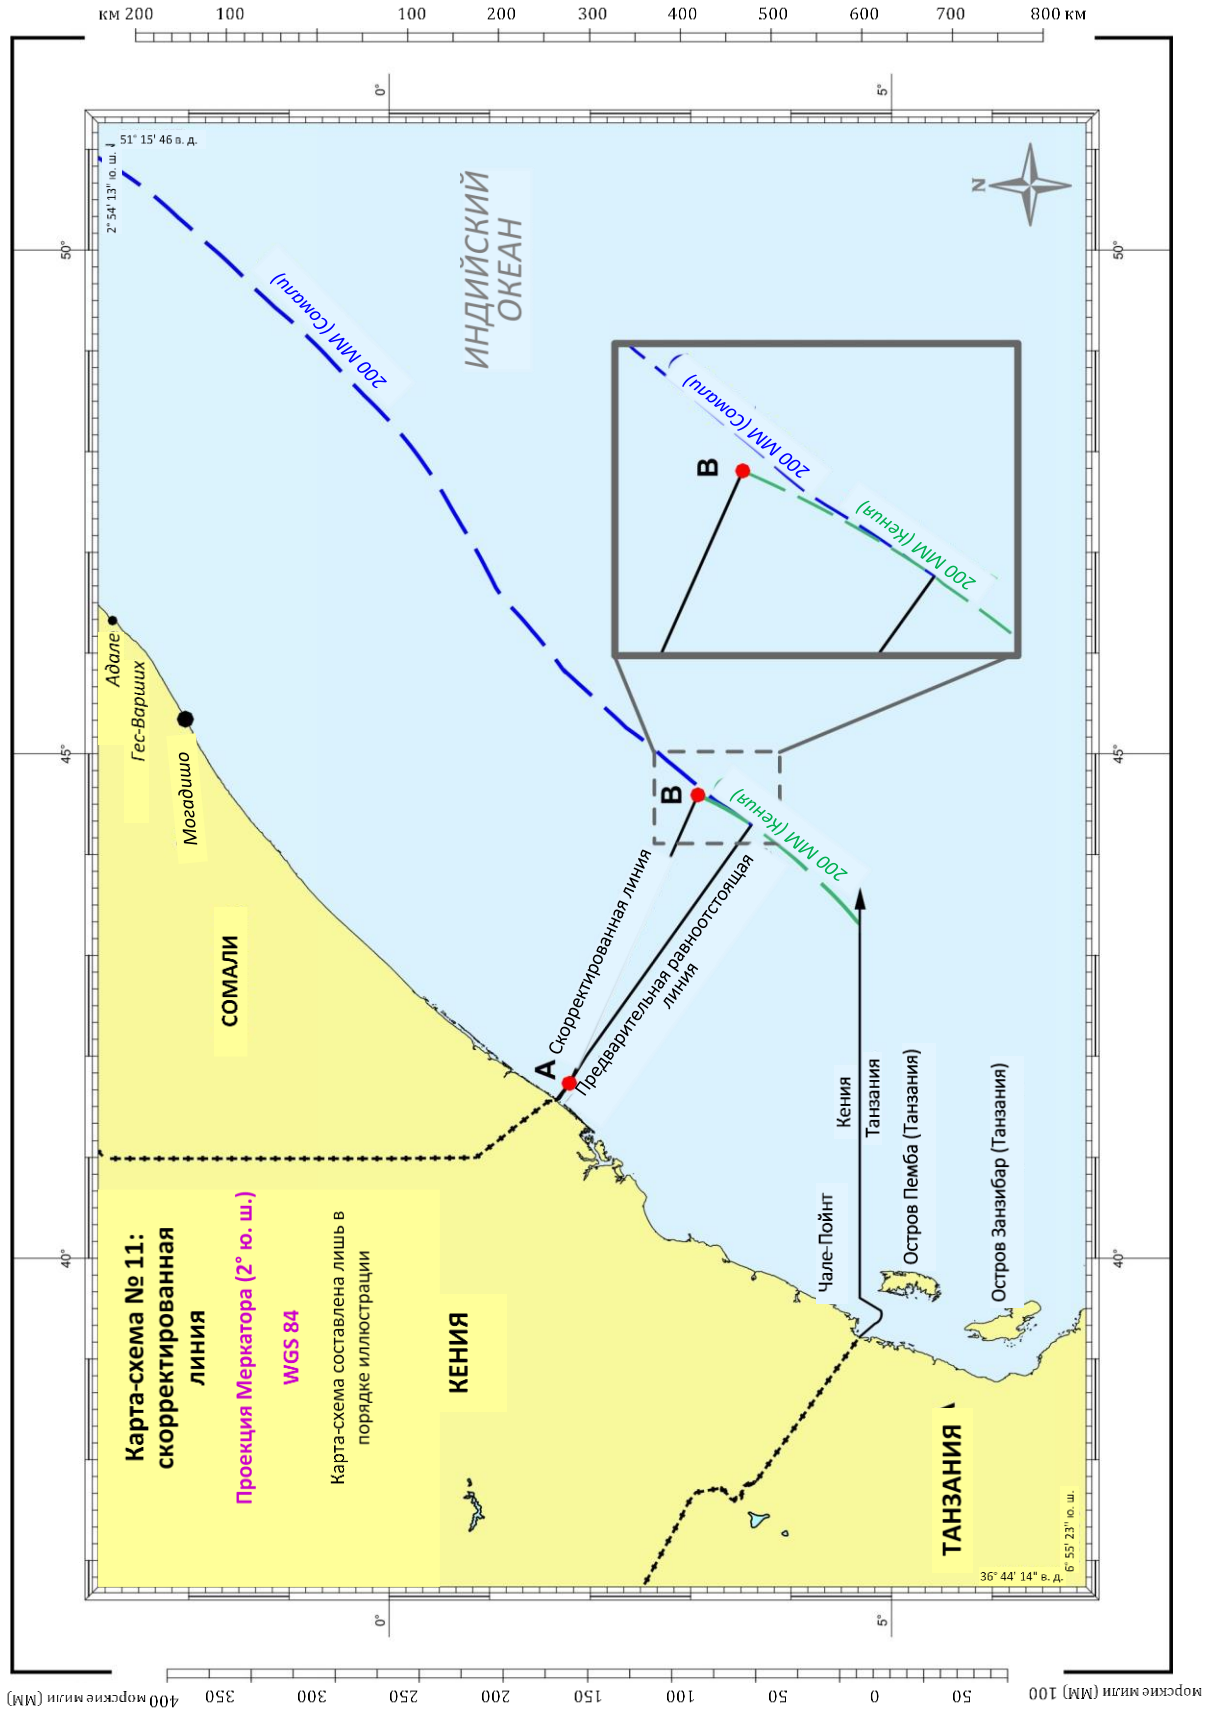 км 200 100 100 200 300 400 500 600 700 800 км
0°
5°
51° 15' 46 в. д.
2° 54' 13'' ю. ш.
50°
50°
N
ИНДИЙСКИЙ
ОКЕАН
200 ММ (Сомали)
B
200 ММ (Сомали)
200 ММ (Кения)
Адале
Гес-Варших
Могадишо
45°
45°
B
200 ММ (Кения)
СОМАЛИ
A
Скорректированная линия
Предварительная равноотстоящая
линия
Кения
Танзания
Чале-Пойнт
Остров Пемба (Танзания)
Остров Занзибар (Танзания)
40°
40°
Карта-схема № 11:
скорректированная
линия
Проекция Меркатора (2° ю. ш.)
WGS 84
Карта-схема составлена лишь в
порядке иллюстрации
КЕНИЯ
ТАНЗАНИЯ
36° 44' 14'' в. д.
6° 55' 23'' ю. ш.
0°
5°
морские мили (ММ) 400 350 300 250 200 150 100 50 0 50 100 морские мили (ММ)